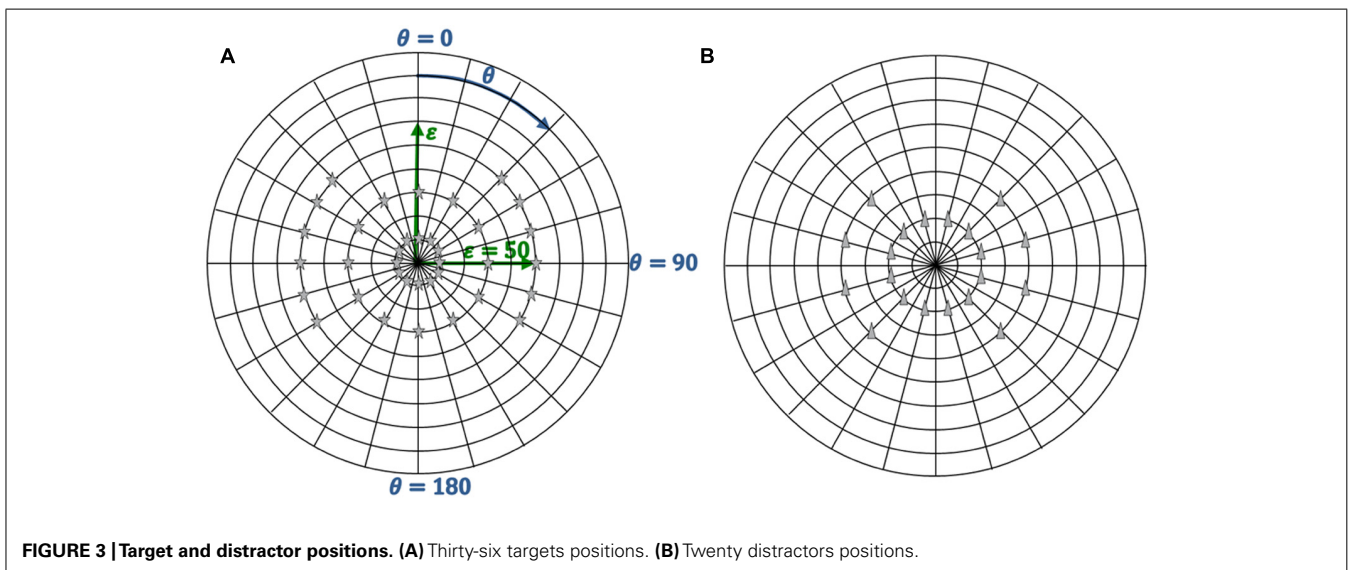 A
θ = 0
B
θ
ε
ε = 50
θ = 90
θ = 180
FIGURE 3 | Target and distractor positions. (A) Thirty-six targets positions. (B) Twenty distractors positions.